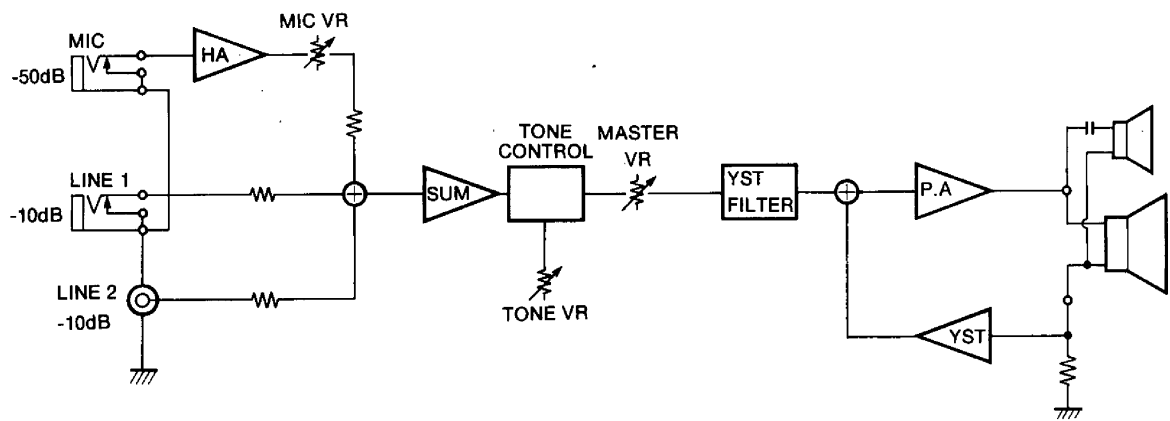 MIC
-50dB
HA
MIC VR
LINE 1
-10dB
LINE 2
-10dB
SUM
TONE
CONTROL
TONE VR
MASTER
VR
YST
FILTER
P.A
YST